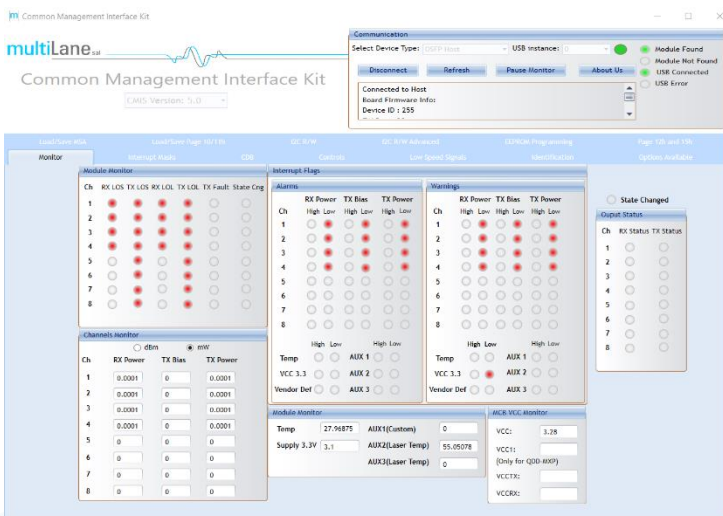 m Common Management Interface Kit
multiLane sal
Common Management Interface Kit
CMIS Version: 5.0
Communication
Select Device Type: OSFP Host USB instance: 0
Disconnect Refresh Pause Monitor About Us
Connected to Host
Board Firmware Info:
Device ID : 255
Module Found
Module Not Found
USB Connected
USB Error
Load/Save MSA I2C R/W I2C R/W Advanced EEPROM Programming
Monitor Interrupt Masks CDB Controls Low Speed Signals Identification Options Available
Module Monitor
Ch RX LOS TX LOS RX LOL TX LOL TX Fault State Cng
1
2
3
4
5
6
7
8
Channels Monitor
dBm mW
Ch RX Power TX Bias TX Power
1 0.0001 0 0.0001
2 0.0001 0 0.0001
3 0.0001 0 0.0001
4 0.0001 0 0.0001
5 0 0 0
6 0 0 0
7 0 0 0
8 0 0 0
Interrupt Flags
Alarms
RX Power TX Bias TX Power
Ch High Low High Low High Low
1
2
3
4
5
6
7
8
High Low High Low
Temp AUX 1
VCC 3.3 AUX 2
Vendor Def AUX 3
Warnings
RX Power TX Bias TX Power
Ch High Low High Low High Low
1
2
3
4
5
6
7
8
High Low High Low
Temp AUX 1
VCC 3.3 AUX 2
Vendor Def AUX 3
State Changed
Ouput Status
Ch RX Status TX Status
1
2
3
4
5
6
7
8
Module Monitor
Temp 27.96875 AUX1(Custom) 0
Supply 3.3V 3.1 AUX2(Laser Temp) 55.05078
AUX3(Laser Temp) 0
MCB VCC Monitor
VCC: 3.28
VCC1:
(Only for QDD-MXP)
VCCTX:
VCCRX: